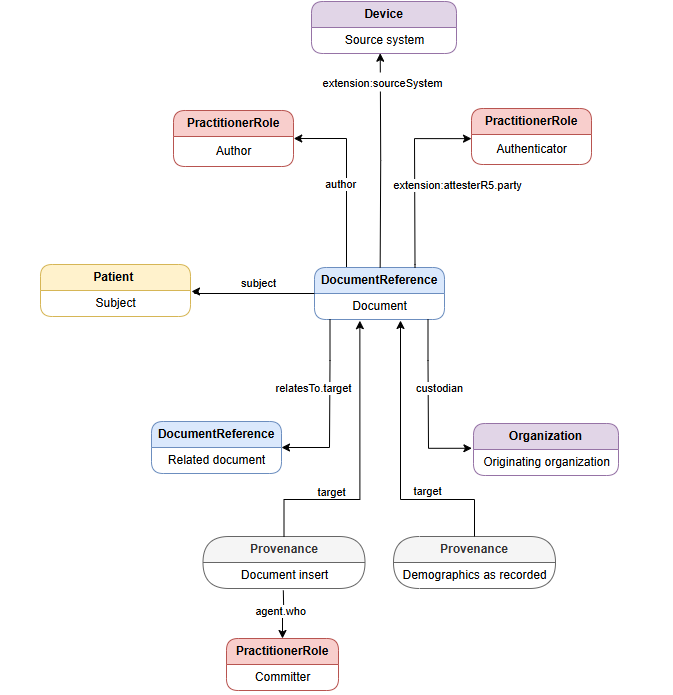 Device
Source system
extension:sourceSystem
PractitionerRole
Author
PractitionerRole
Authenticator
author
extension:attesterR5.party
Patient
Subject
subject
DocumentReference
Document
relatesTo.target
custodian
DocumentReference
Related document
Organization
Originating organization
target
target
Provenance
Document insert
Provenance
Demographics as recorded
agent.who
PractitionerRole
Committer